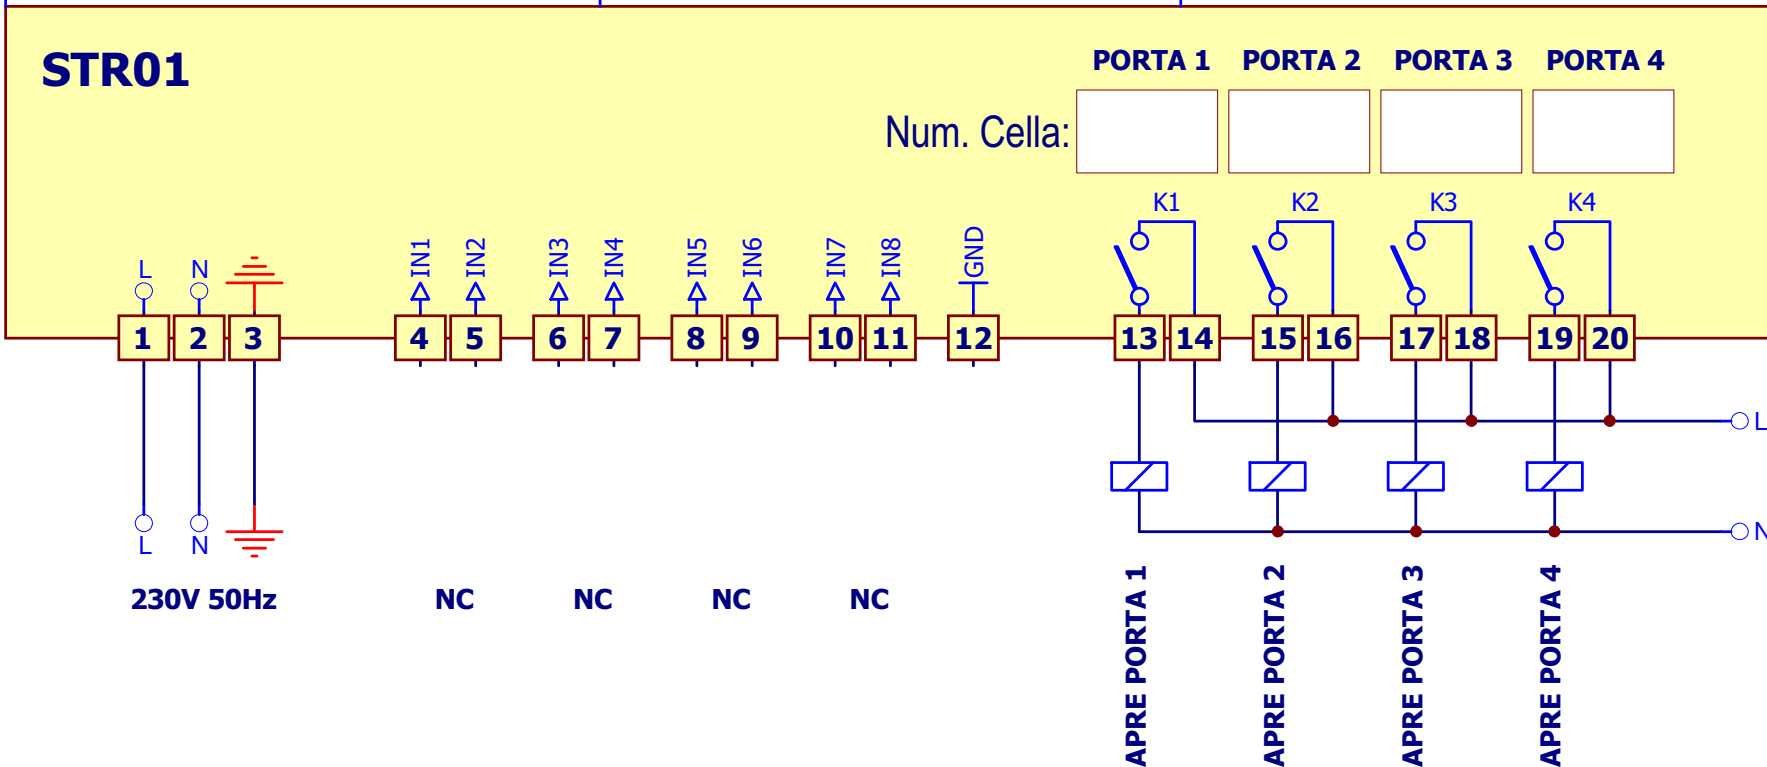 STR01
PORTA 1 PORTA 2 PORTA 3 PORTA 4
Num. Cella:
K1 K2 K3 K4
L N IN1 IN2 IN3 IN4 IN5 IN6 IN7 IN8 GND
1 2 3 4 5 6 7 8 9 10 11 12 13 14 15 16 17 18 19 20
L
L N
N
230V 50Hz NC NC NC NC
APRE PORTA 1
APRE PORTA 2
APRE PORTA 3
APRE PORTA 4